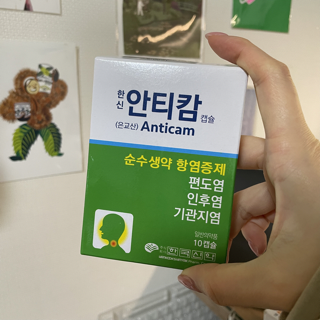 한신 안티캄 캡슐
(은교산) Anticam
순수생약 항염증제
편도염
인후염
기관지염
일반의약품
10캡슐